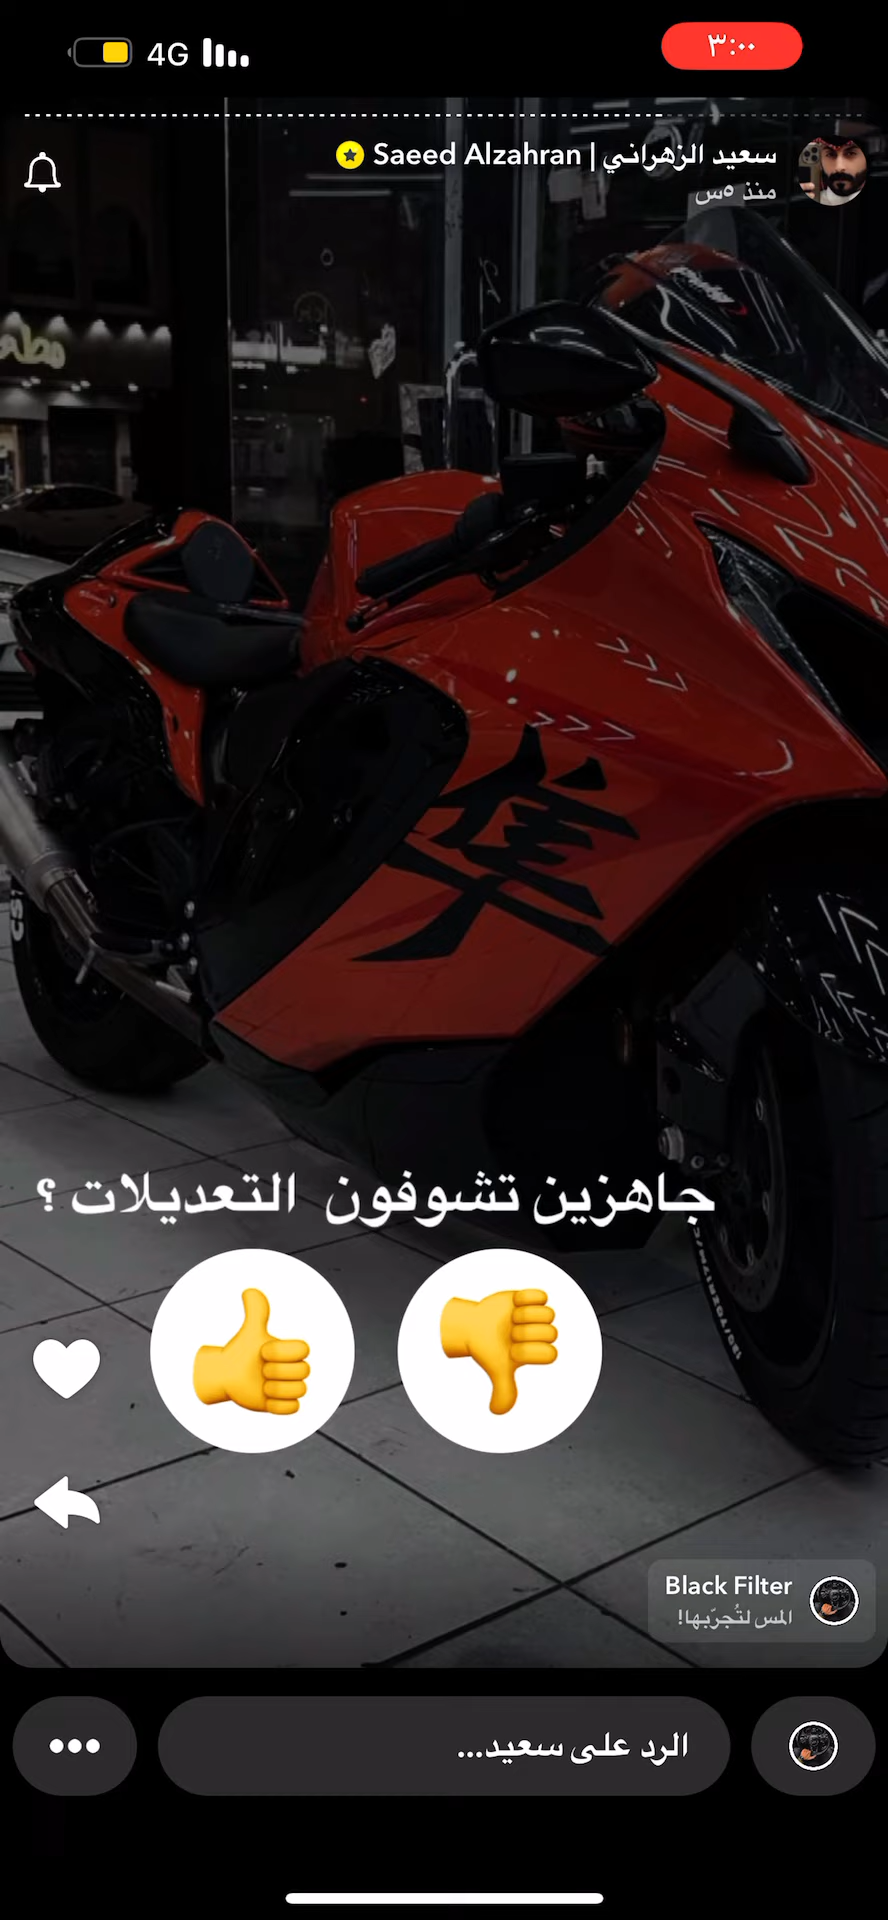 4G
٣:٠٠
سعيد الزهراني | Saeed Alzahran
منذ ٥س
隼
جاهزين تشوفون التعديلات ؟
Black Filter
المس لتُجرّبها!
الرد على سعيد...